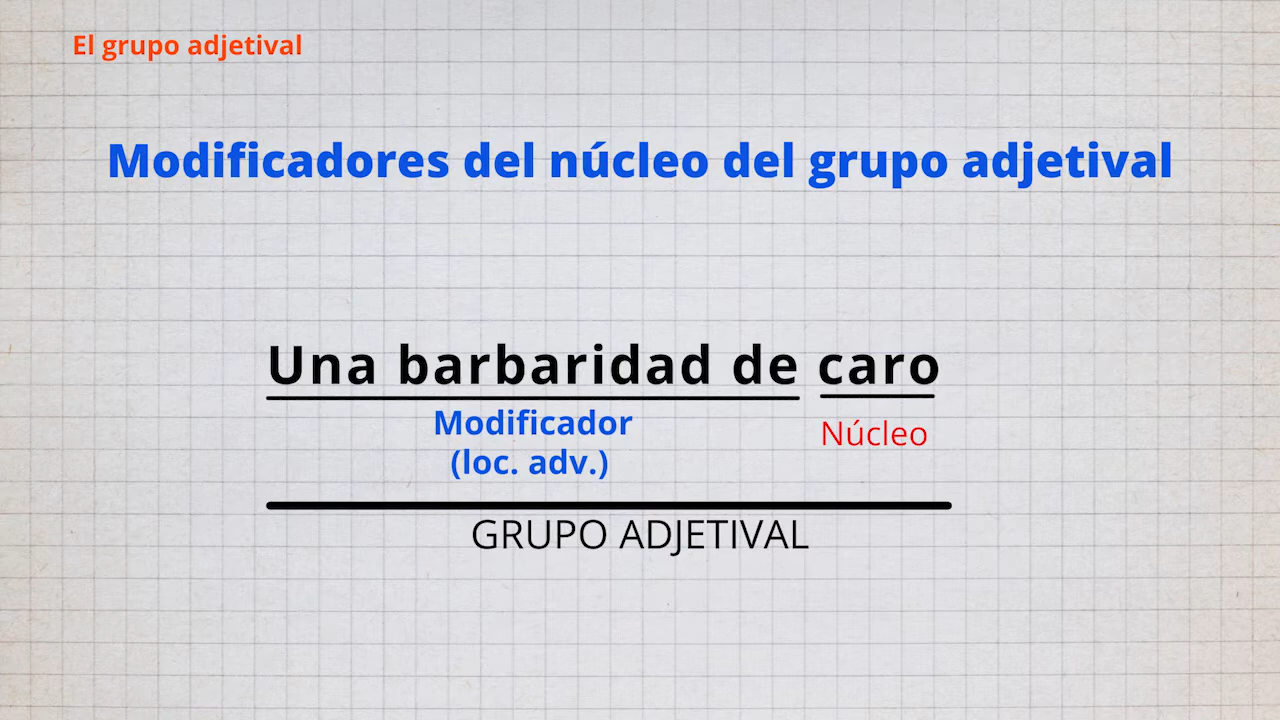 El grupo adjetival
Modificadores del núcleo del grupo adjetival
Una barbaridad de caro
Modificador
(loc. adv.)
Núcleo
GRUPO ADJETIVAL